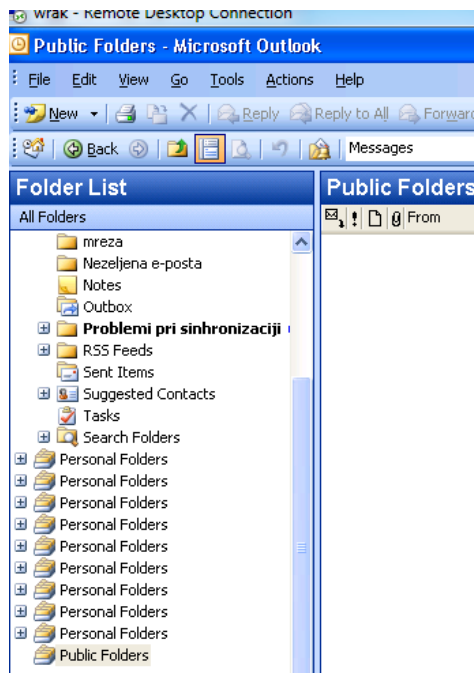 wrak - Remote Desktop Connection
Public Folders - Microsoft Outlook
File Edit View Go Tools Actions Help
New Reply Reply to All Forward
Back Messages
Folder List
Public Folders
All Folders
From
mreza
Nezeljena e-posta
Notes
Outbox
Problemi pri sinhronizaciji
RSS Feeds
Sent Items
Suggested Contacts
Tasks
Search Folders
Personal Folders
Personal Folders
Personal Folders
Personal Folders
Personal Folders
Personal Folders
Personal Folders
Personal Folders
Personal Folders
Public Folders